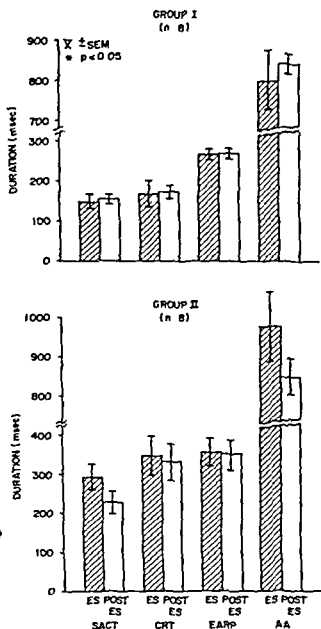 GROUP I
(n 8)
X̄ ± SEM
* p<0.05
DURATION (msec)
900
800
700
300
200
100
0
GROUP II
(n 8)
DURATION (msec)
1000
900
800
400
300
200
100
0
ES POST ES
ES POST ES
ES POST ES
ES POST ES
SACT
CRT
EARP
AA